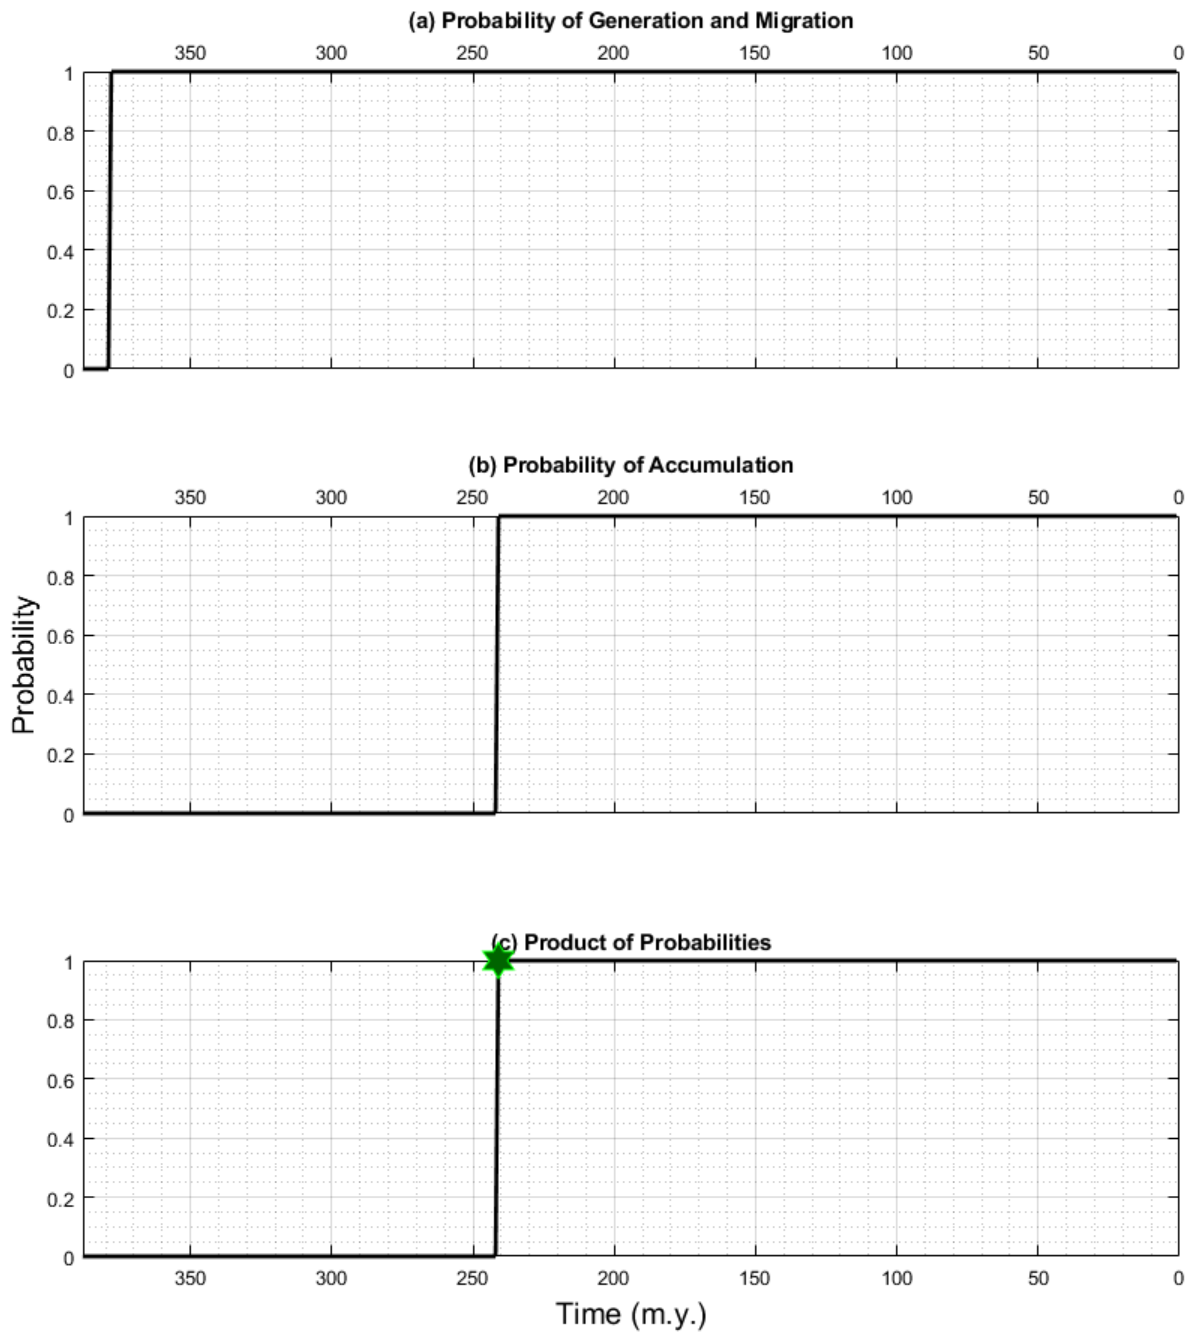 (a) Probability of Generation and Migration
350 300 250 200 150 100 50 0
1
0.8
0.6
0.4
0.2
0
(b) Probability of Accumulation
350 300 250 200 150 100 50 0
1
0.8
0.6
0.4
0.2
0
Probability
(c) Product of Probabilities
1
0.8
0.6
0.4
0.2
0
350 300 250 200 150 100 50 0
Time (m.y.)